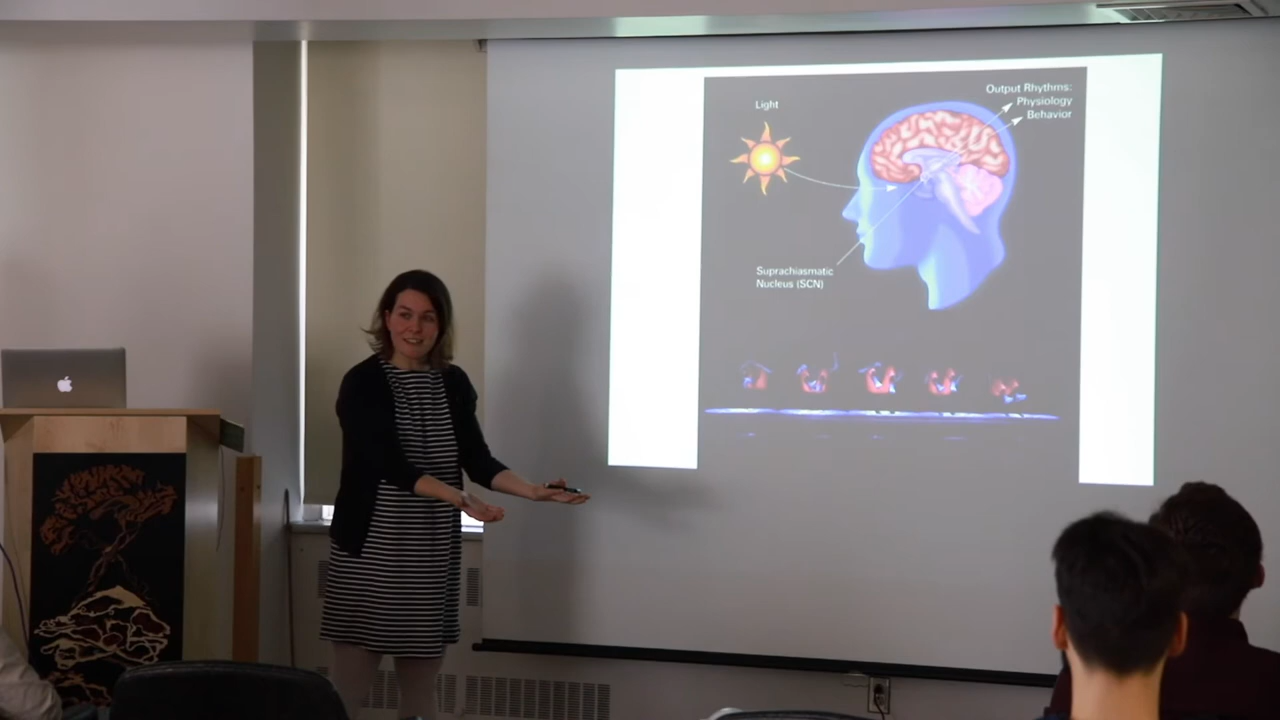 Light
Output Rhythms:
Physiology
Behavior
Suprachiasmatic
Nucleus (SCN)